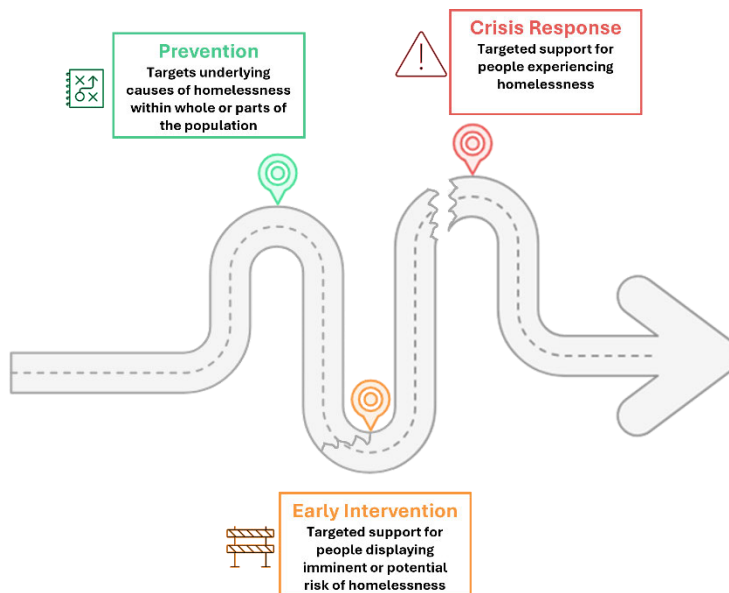 Prevention
Targets underlying
causes of homelessness
within whole or parts of
the population
Crisis Response
Targeted support for
people experiencing
homelessness
Early Intervention
Targeted support for
people displaying
imminent or potential
risk of homelessness